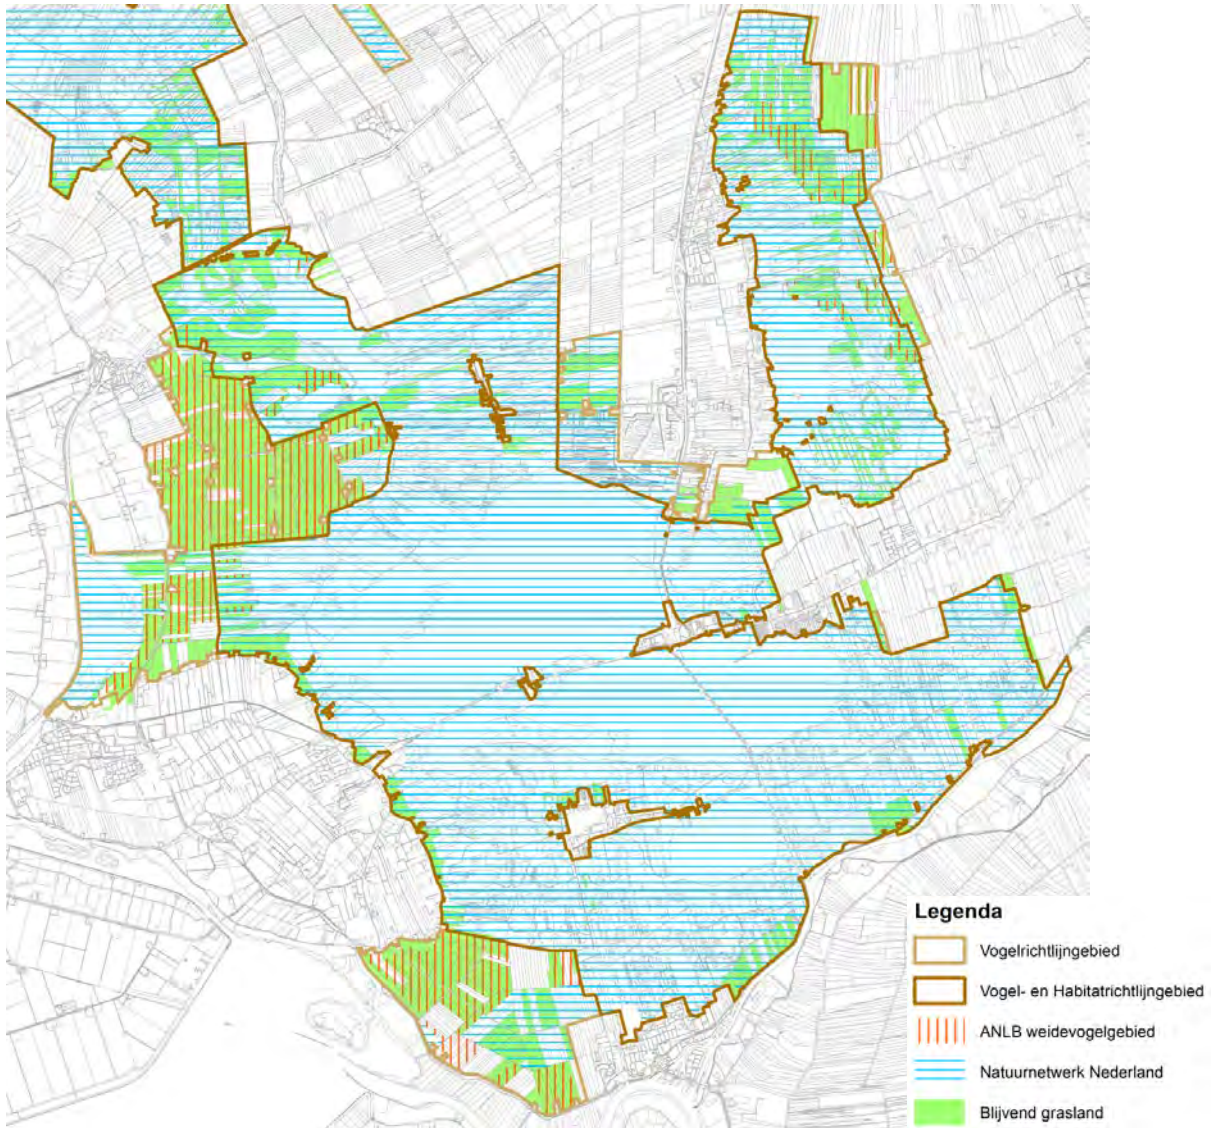 Legenda
Vogelrichtlijngebied
Vogel- en Habitatrichtlijngebied
ANLB weidevogelgebied
Natuurnetwerk Nederland
Blijvend grasland